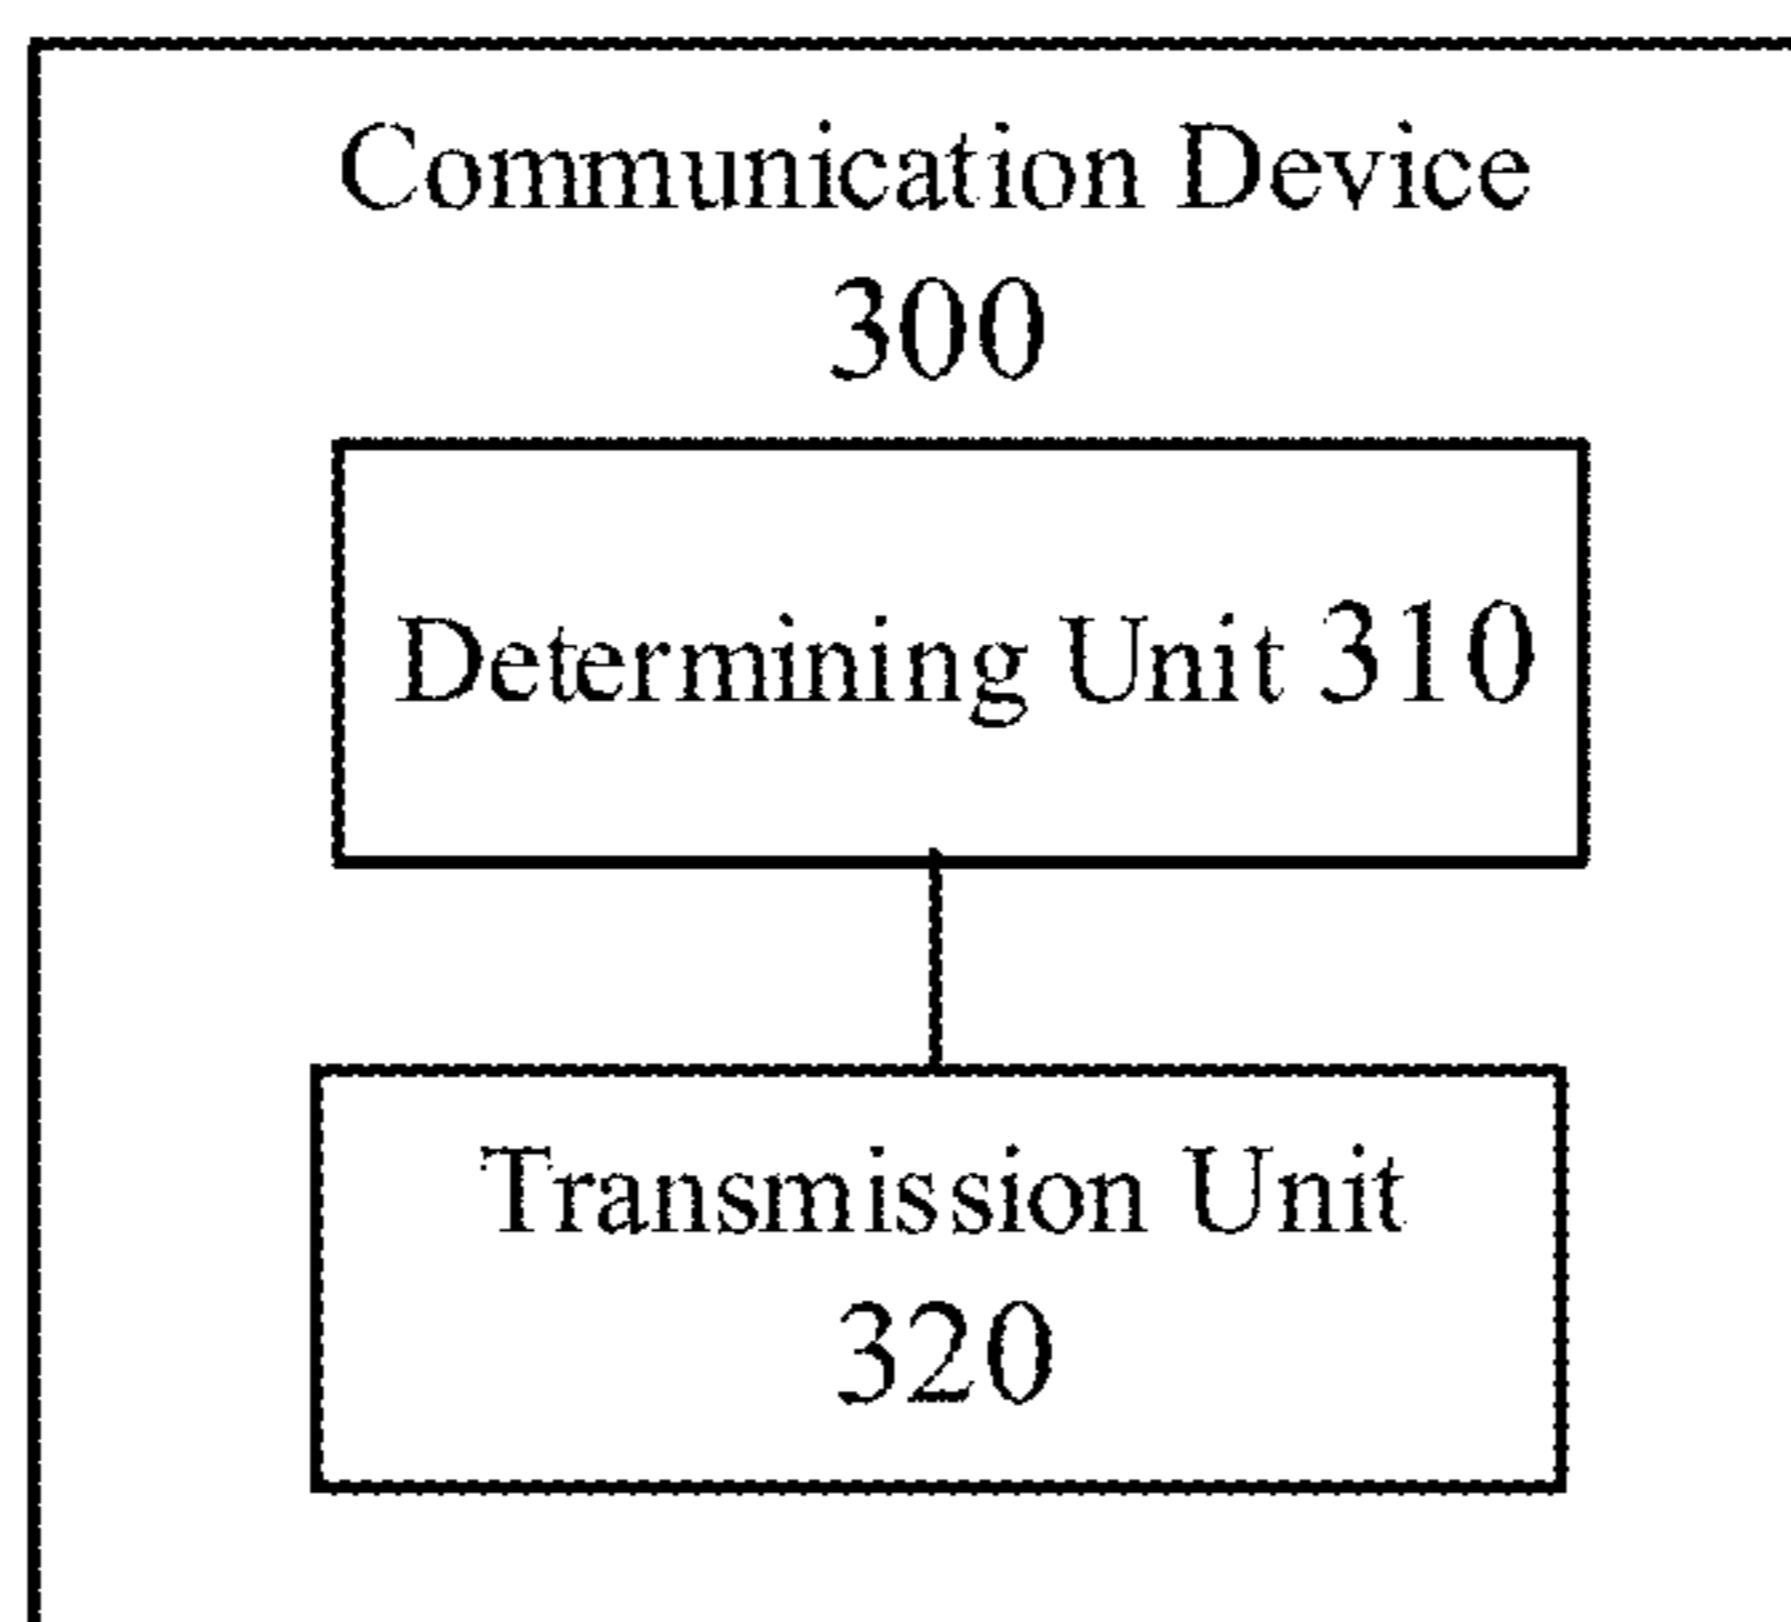 Communication Device
300
Determining Unit 310
Transmission Unit
320